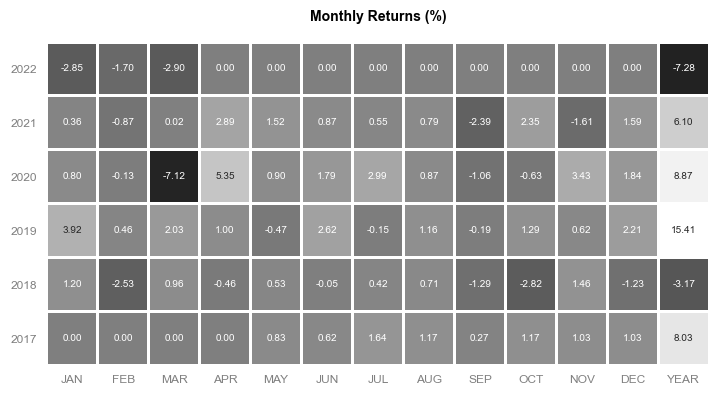 Monthly Returns (%)
2022 -2.85 -1.70 -2.90 0.00 0.00 0.00 0.00 0.00 0.00 0.00 0.00 0.00 -7.28
2021 0.36 -0.87 0.02 2.89 1.52 0.87 0.55 0.79 -2.39 2.35 -1.61 1.59 6.10
2020 0.80 -0.13 -7.12 5.35 0.90 1.79 2.99 0.87 -1.06 -0.63 3.43 1.84 8.87
2019 3.92 0.46 2.03 1.00 -0.47 2.62 -0.15 1.16 -0.19 1.29 0.62 2.21 15.41
2018 1.20 -2.53 0.96 -0.46 0.53 -0.05 0.42 0.71 -1.29 -2.82 1.46 -1.23 -3.17
2017 0.00 0.00 0.00 0.00 0.83 0.62 1.64 1.17 0.27 1.17 1.03 1.03 8.03
JAN FEB MAR APR MAY JUN JUL AUG SEP OCT NOV DEC YEAR